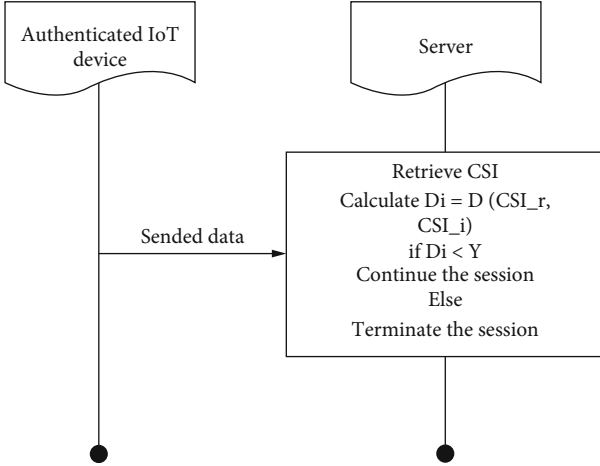 Authenticated IoT
device
Server
Retrieve CSI
Calculate Di = D (CSI_r,
CSI_i)
if Di < Y
Continue the session
Else
Terminate the session
Sended data